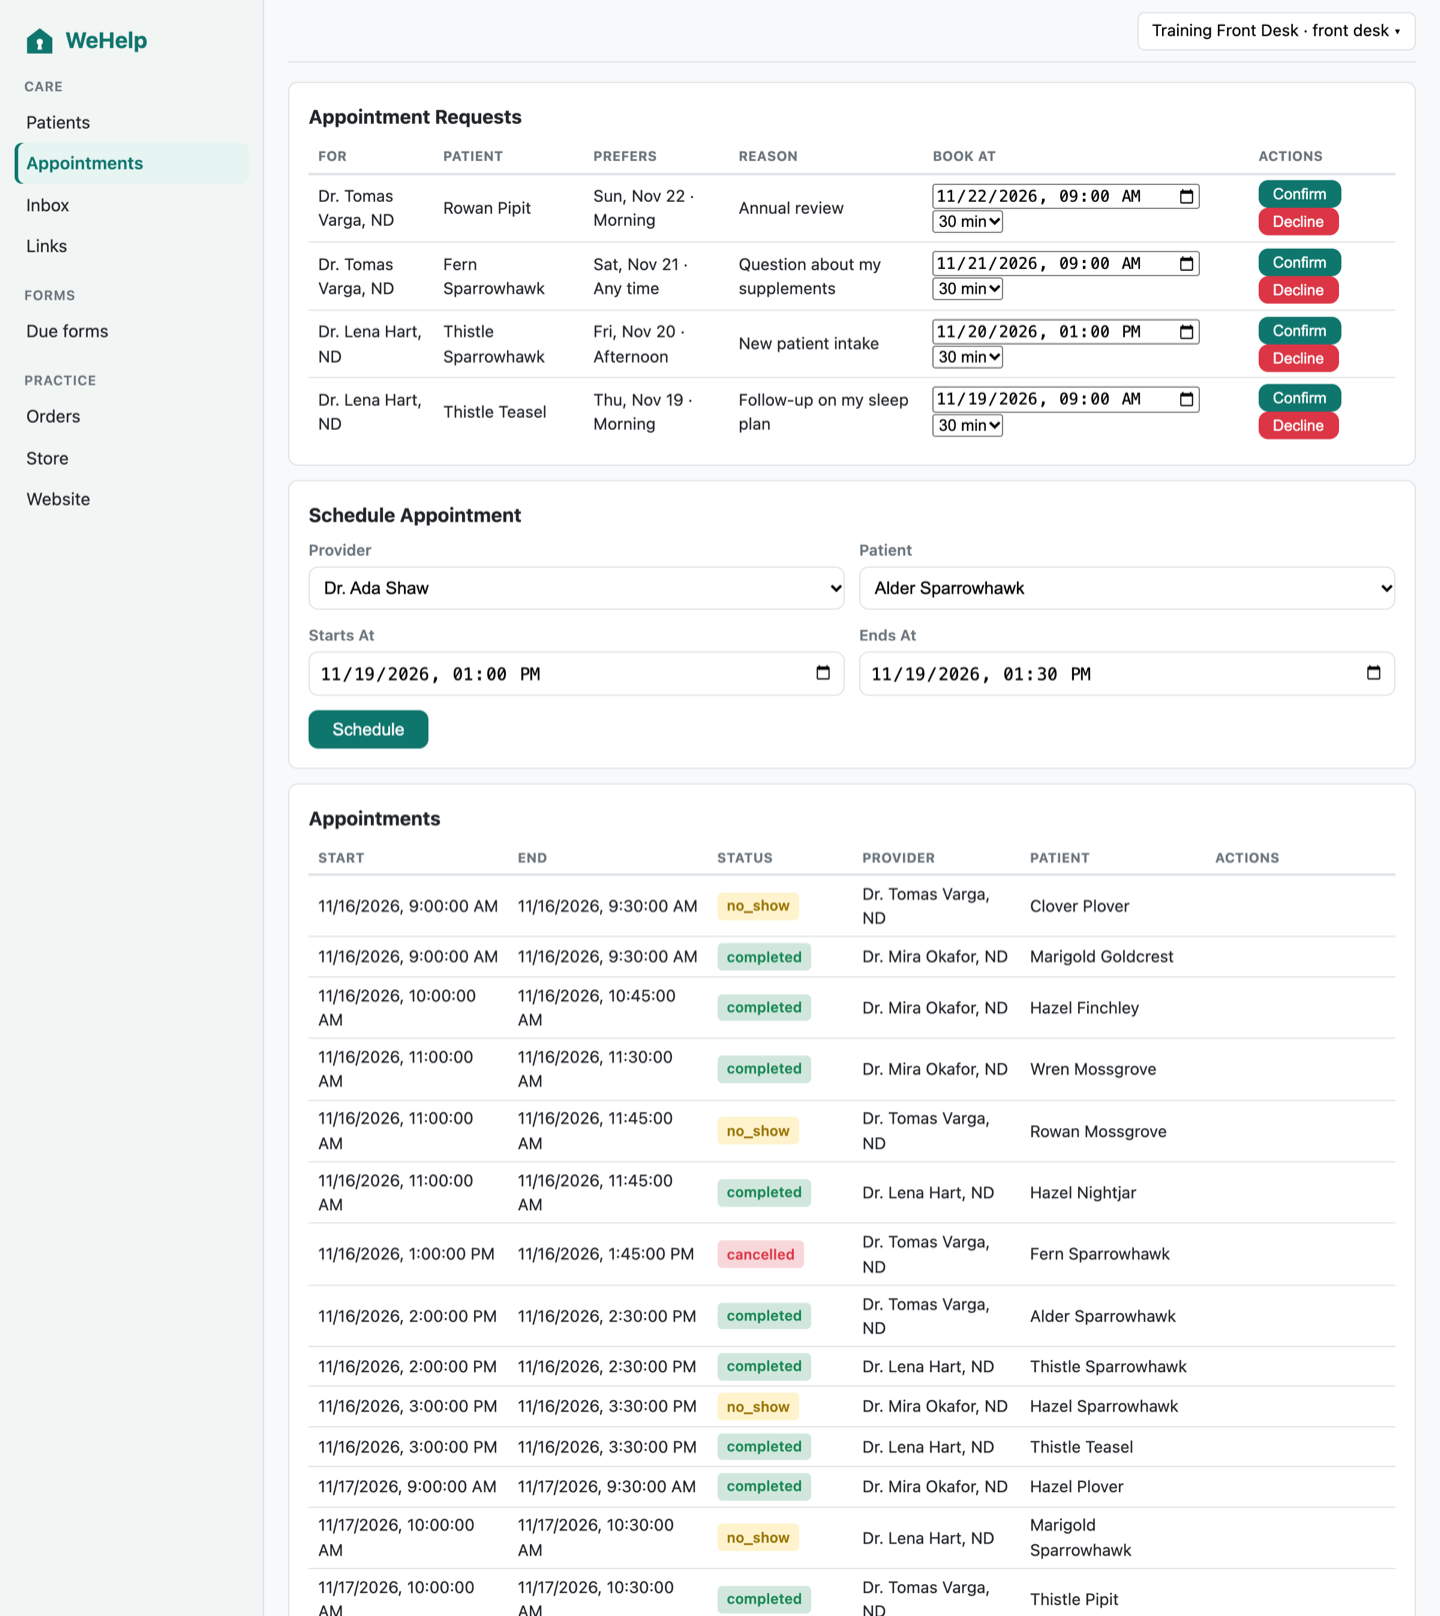 WeHelp
Training Front Desk · front desk ▾
CARE
Patients
Appointments
Inbox
Links
FORMS
Due forms
PRACTICE
Orders
Store
Website
Appointment Requests
FOR PATIENT PREFERS REASON BOOK AT ACTIONS
Dr. Tomas Varga, ND Rowan Pipit Sun, Nov 22 · Morning Annual review 11/22/2026, 09:00 AM 30 min Confirm Decline
Dr. Tomas Varga, ND Fern Sparrowhawk Sat, Nov 21 · Any time Question about my supplements 11/21/2026, 09:00 AM 30 min Confirm Decline
Dr. Lena Hart, ND Thistle Sparrowhawk Fri, Nov 20 · Afternoon New patient intake 11/20/2026, 01:00 PM 30 min Confirm Decline
Dr. Lena Hart, ND Thistle Teasel Thu, Nov 19 · Morning Follow-up on my sleep plan 11/19/2026, 09:00 AM 30 min Confirm Decline
Schedule Appointment
Provider Patient
Dr. Ada Shaw Alder Sparrowhawk
Starts At Ends At
11/19/2026, 01:00 PM 11/19/2026, 01:30 PM
Schedule
Appointments
START END STATUS PROVIDER PATIENT ACTIONS
11/16/2026, 9:00:00 AM 11/16/2026, 9:30:00 AM no_show Dr. Tomas Varga, ND Clover Plover
11/16/2026, 9:00:00 AM 11/16/2026, 9:30:00 AM completed Dr. Mira Okafor, ND Marigold Goldcrest
11/16/2026, 10:00:00 AM 11/16/2026, 10:45:00 AM completed Dr. Mira Okafor, ND Hazel Finchley
11/16/2026, 11:00:00 AM 11/16/2026, 11:30:00 AM completed Dr. Mira Okafor, ND Wren Mossgrove
11/16/2026, 11:00:00 AM 11/16/2026, 11:45:00 AM no_show Dr. Tomas Varga, ND Rowan Mossgrove
11/16/2026, 11:00:00 AM 11/16/2026, 11:45:00 AM completed Dr. Lena Hart, ND Hazel Nightjar
11/16/2026, 1:00:00 PM 11/16/2026, 1:45:00 PM cancelled Dr. Tomas Varga, ND Fern Sparrowhawk
11/16/2026, 2:00:00 PM 11/16/2026, 2:30:00 PM completed Dr. Tomas Varga, ND Alder Sparrowhawk
11/16/2026, 2:00:00 PM 11/16/2026, 2:30:00 PM completed Dr. Lena Hart, ND Thistle Sparrowhawk
11/16/2026, 3:00:00 PM 11/16/2026, 3:30:00 PM no_show Dr. Mira Okafor, ND Hazel Sparrowhawk
11/16/2026, 3:00:00 PM 11/16/2026, 3:30:00 PM completed Dr. Lena Hart, ND Thistle Teasel
11/17/2026, 9:00:00 AM 11/17/2026, 9:30:00 AM completed Dr. Mira Okafor, ND Hazel Plover
11/17/2026, 10:00:00 AM 11/17/2026, 10:30:00 AM no_show Dr. Lena Hart, ND Marigold Sparrowhawk
11/17/2026, 10:00:00 AM 11/17/2026, 10:30:00 AM completed Dr. Tomas Varga, ND Thistle Pipit